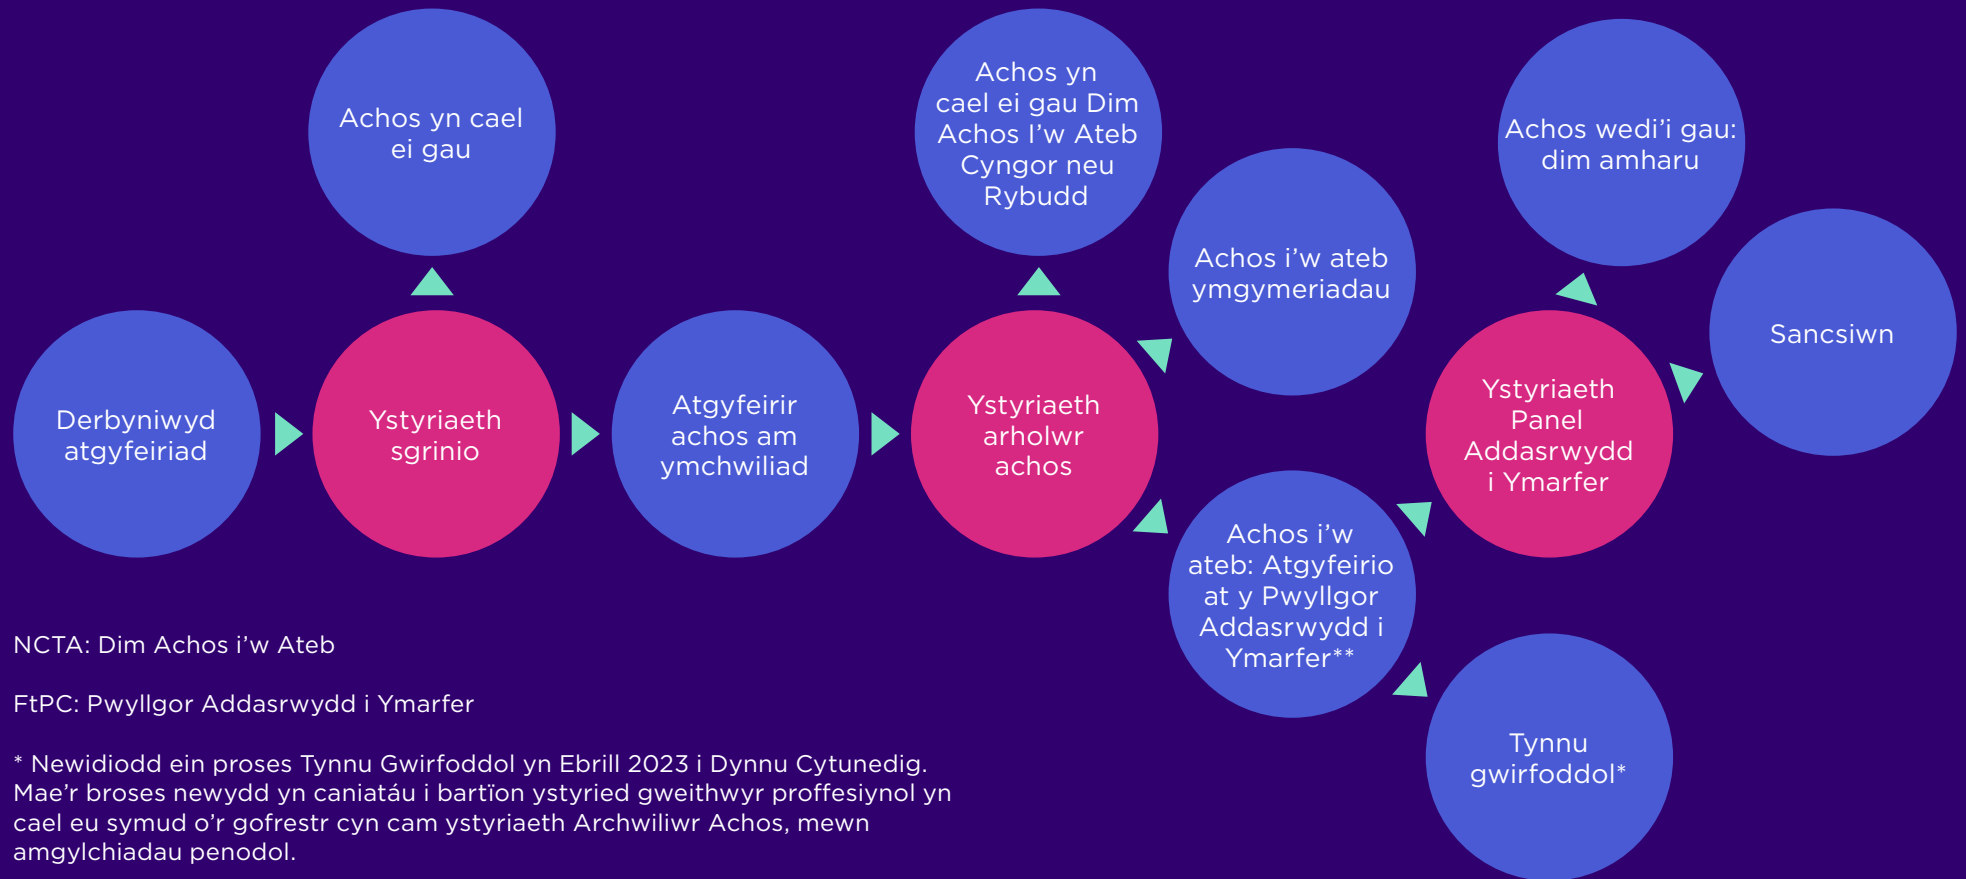 Derbyniwyd
atgyfeiriad
Ystyriaeth
sgrinio
Achos yn cael
ei gau
Atgyfeirir
achos am
ymchwiliad
Ystyriaeth
arholwr
achos
Achos yn
cael ei gau Dim
Achos I'w Ateb
Cyngor neu
Rybudd
Achos i’w ateb
ymgymeriadau
Achos i’w
ateb: Atgyfeirio
at y Pwyllgor
Addasrwydd i
Ymarfer**
Ystyriaeth
Panel
Addasrwydd
i Ymarfer
Achos wedi’i gau:
dim amharu
Sancsiwn
Tynnu
gwirfoddol*
NCTA: Dim Achos i’w Ateb
FtPC: Pwyllgor Addasrwydd i Ymarfer
* Newidiodd ein proses Tynnu Gwirfoddol yn Ebrill 2023 i Dynnu Cytunedig.
Mae’r broses newydd yn caniatáu i bartïon ystyried gweithwyr proffesiynol yn
cael eu symud o’r gofrestr cyn cam ystyriaeth Archwiliwr Achos, mewn
amgylchiadau penodol.